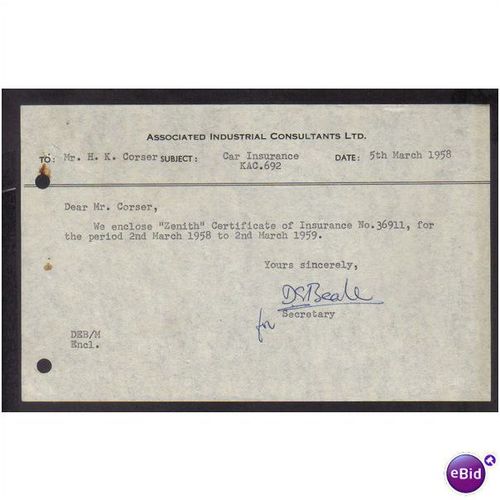 ASSOCIATED INDUSTRIAL CONSULTANTS LTD.
TO: Mr. H. K. Corser SUBJECT: Car Insurance DATE: 5th March 1958
KAC.692
Dear Mr. Corser,
We enclose "Zenith" Certificate of Insurance No.36911, for
the period 2nd March 1958 to 2nd March 1959.
Yours sincerely,
DEBeale
for Secretary
DEB/M
Encl.
eBid